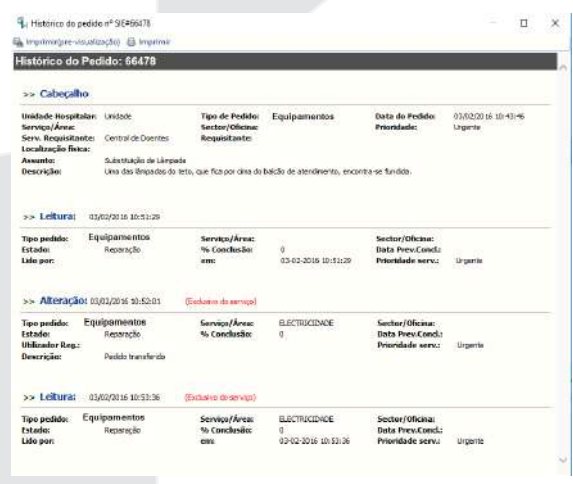 Histórico do pedido nº SIE#66478
Imprimir(pre-visualização) Imprimir
Histórico do Pedido: 66478
>> Cabeçalho
Unidade Hospitalar: Unidade Tipo de Pedido: Equipamentos Data do Pedido: 03/02/2016 10:43:46
Serviço/Área: Sector/Oficina: Prioridade: Urgente
Serv. Requisitante: Central de Doentes Requisitante:
Localização física:
Assunto: Substituição de Lâmpada
Descrição: Uma das lâmpadas do teto, que fica por cima do balcão de atendimento, encontra-se fundida.
>> Leitura: 03/02/2016 10:51:29
Tipo pedido: Equipamentos Serviço/Área: Sector/Oficina:
Estado: Reparação % Conclusão: 0 Data Prev.Concl.:
Lido por: em: 03-02-2016 10:51:29 Prioridade serv.: Urgente
>> Alteração: 03/02/2016 10:52:01 (Exclusivo do serviço)
Tipo pedido: Equipamentos Serviço/Área: ELECTRICIDADE Sector/Oficina:
Estado: Reparação % Conclusão: 0 Data Prev.Concl.:
Utilizador Reg.: Prioridade serv.: Urgente
Descrição: Pedido transferido
>> Leitura: 03/02/2016 10:53:36 (Exclusivo do serviço)
Tipo pedido: Equipamentos Serviço/Área: ELECTRICIDADE Sector/Oficina:
Estado: Reparação % Conclusão: 0 Data Prev.Concl.:
Lido por: em: 03-02-2016 10:53:36 Prioridade serv.: Urgente